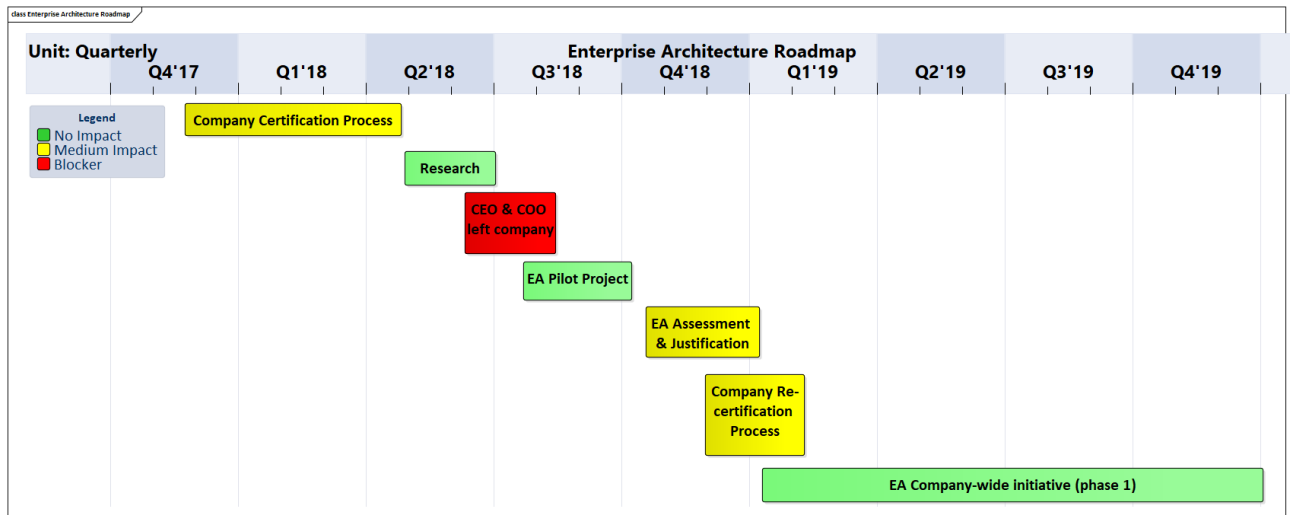 class Enterprise Architecture Roadmap
Unit: Quarterly
Enterprise Architecture Roadmap
Q4'17
Q1'18
Q2'18
Q3'18
Q4'18
Q1'19
Q2'19
Q3'19
Q4'19
Legend
No Impact
Medium Impact
Blocker
Company Certification Process
Research
CEO & COO
left company
EA Pilot Project
EA Assessment
& Justification
Company Re-
certification
Process
EA Company-wide initiative (phase 1)